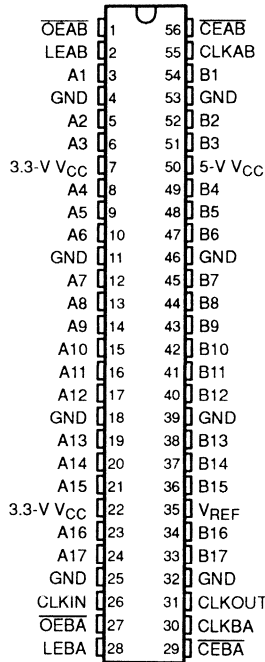 O̅E̅A̅B̅ 1 56 C̅E̅A̅B̅
LEAB 2 55 CLKAB
A1 3 54 B1
GND 4 53 GND
A2 5 52 B2
A3 6 51 B3
3.3-V VCC 7 50 5-V VCC
A4 8 49 B4
A5 9 48 B5
A6 10 47 B6
GND 11 46 GND
A7 12 45 B7
A8 13 44 B8
A9 14 43 B9
A10 15 42 B10
A11 16 41 B11
A12 17 40 B12
GND 18 39 GND
A13 19 38 B13
A14 20 37 B14
A15 21 36 B15
3.3-V VCC 22 35 VREF
A16 23 34 B16
A17 24 33 B17
GND 25 32 GND
CLKIN 26 31 CLKOUT
O̅E̅B̅A̅ 27 30 CLKBA
LEBA 28 29 C̅E̅B̅A̅